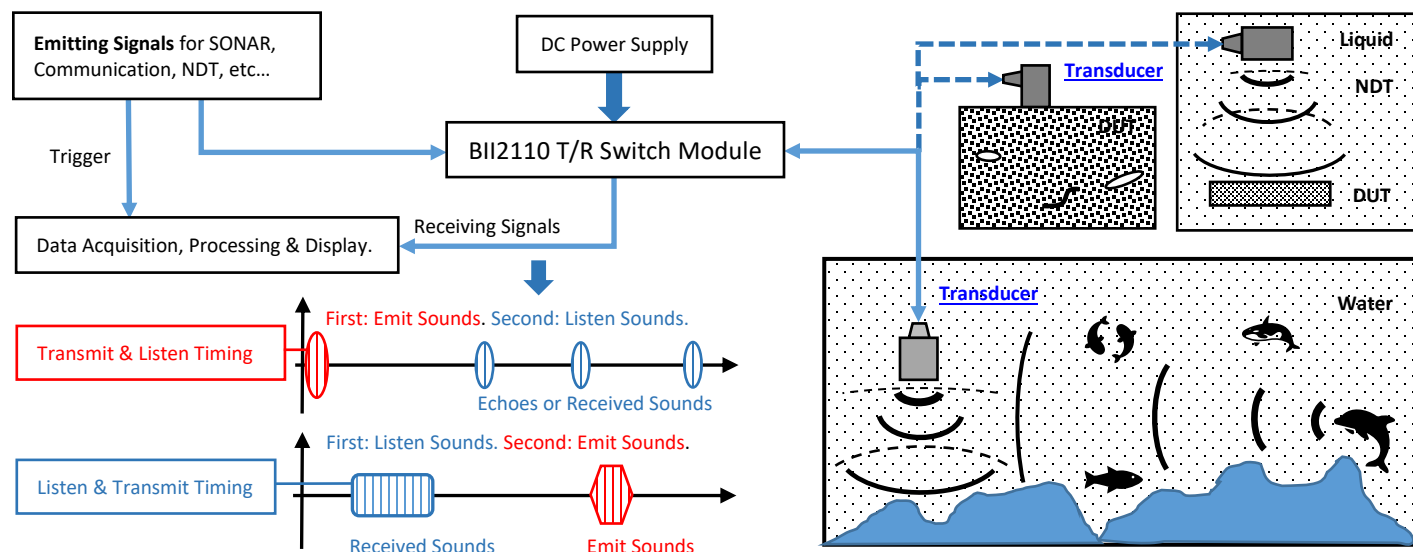 Emitting Signals for SONAR,
Communication, NDT, etc…
DC Power Supply
Trigger
BII2110 T/R Switch Module
Receiving Signals
Data Acquisition, Processing & Display.
Transducer
DUT
Liquid
NDT
DUT
Transducer
Water
First: Emit Sounds. Second: Listen Sounds.
Transmit & Listen Timing
Echoes or Received Sounds
First: Listen Sounds. Second: Emit Sounds.
Listen & Transmit Timing
Received Sounds
Emit Sounds